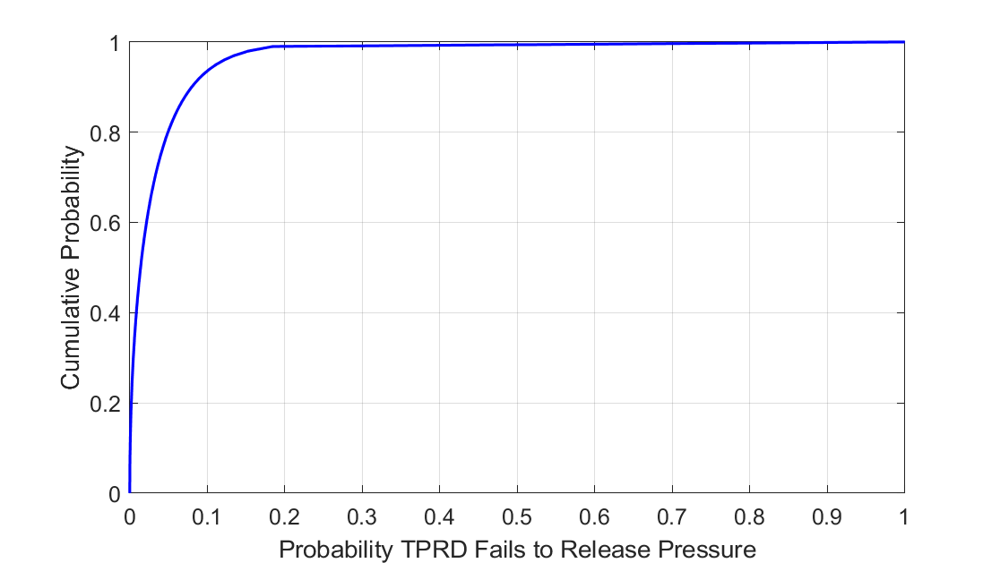 1
0.8
0.6
0.4
0.2
0
0 0.1 0.2 0.3 0.4 0.5 0.6 0.7 0.8 0.9 1
Cumulative Probability
Probability TPRD Fails to Release Pressure